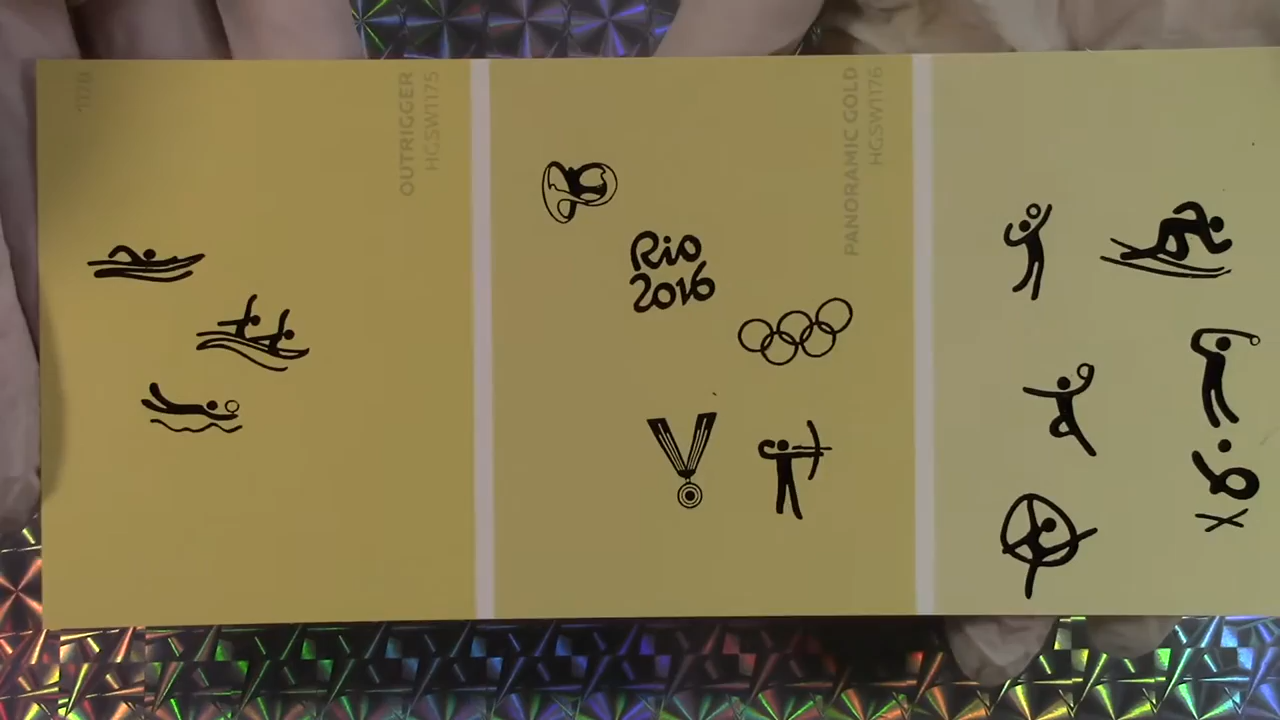 OUTRIGGER
HGSW1175
PANORAMIC GOLD
HGSW1176
Rio
2016